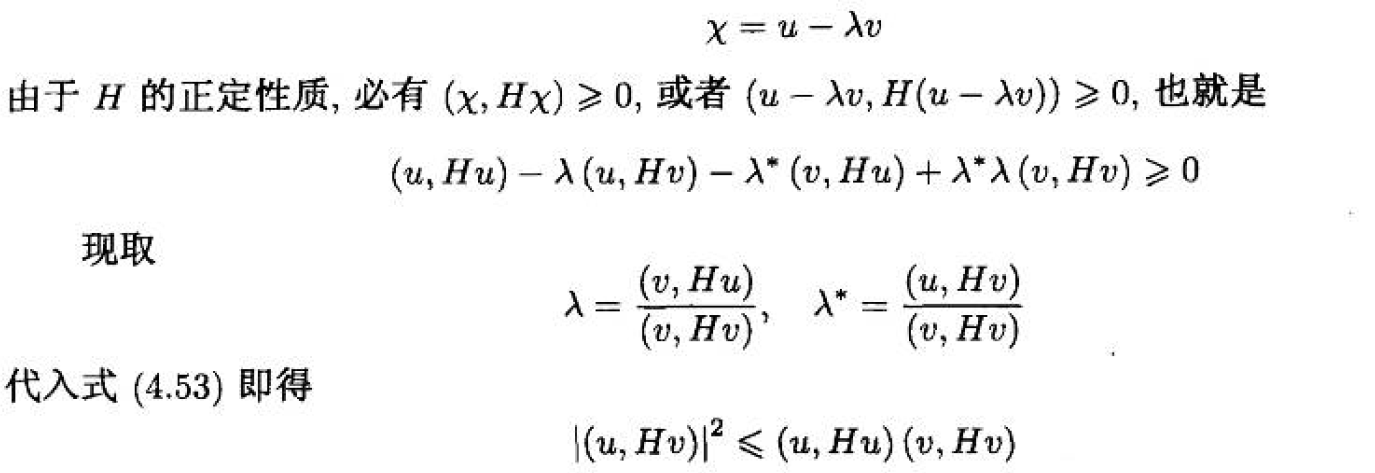 χ = u − λv
由于 H 的正定性质, 必有 (χ, Hχ) ⩾ 0, 或者 (u − λv, H(u − λv)) ⩾ 0, 也就是
(u, Hu) − λ (u, Hv) − λ* (v, Hu) + λ*λ (v, Hv) ⩾ 0
现取
λ = (v, Hu)/(v, Hv), λ* = (u, Hv)/(v, Hv)
代入式 (4.53) 即得
|(u, Hv)|² ⩽ (u, Hu) (v, Hv)